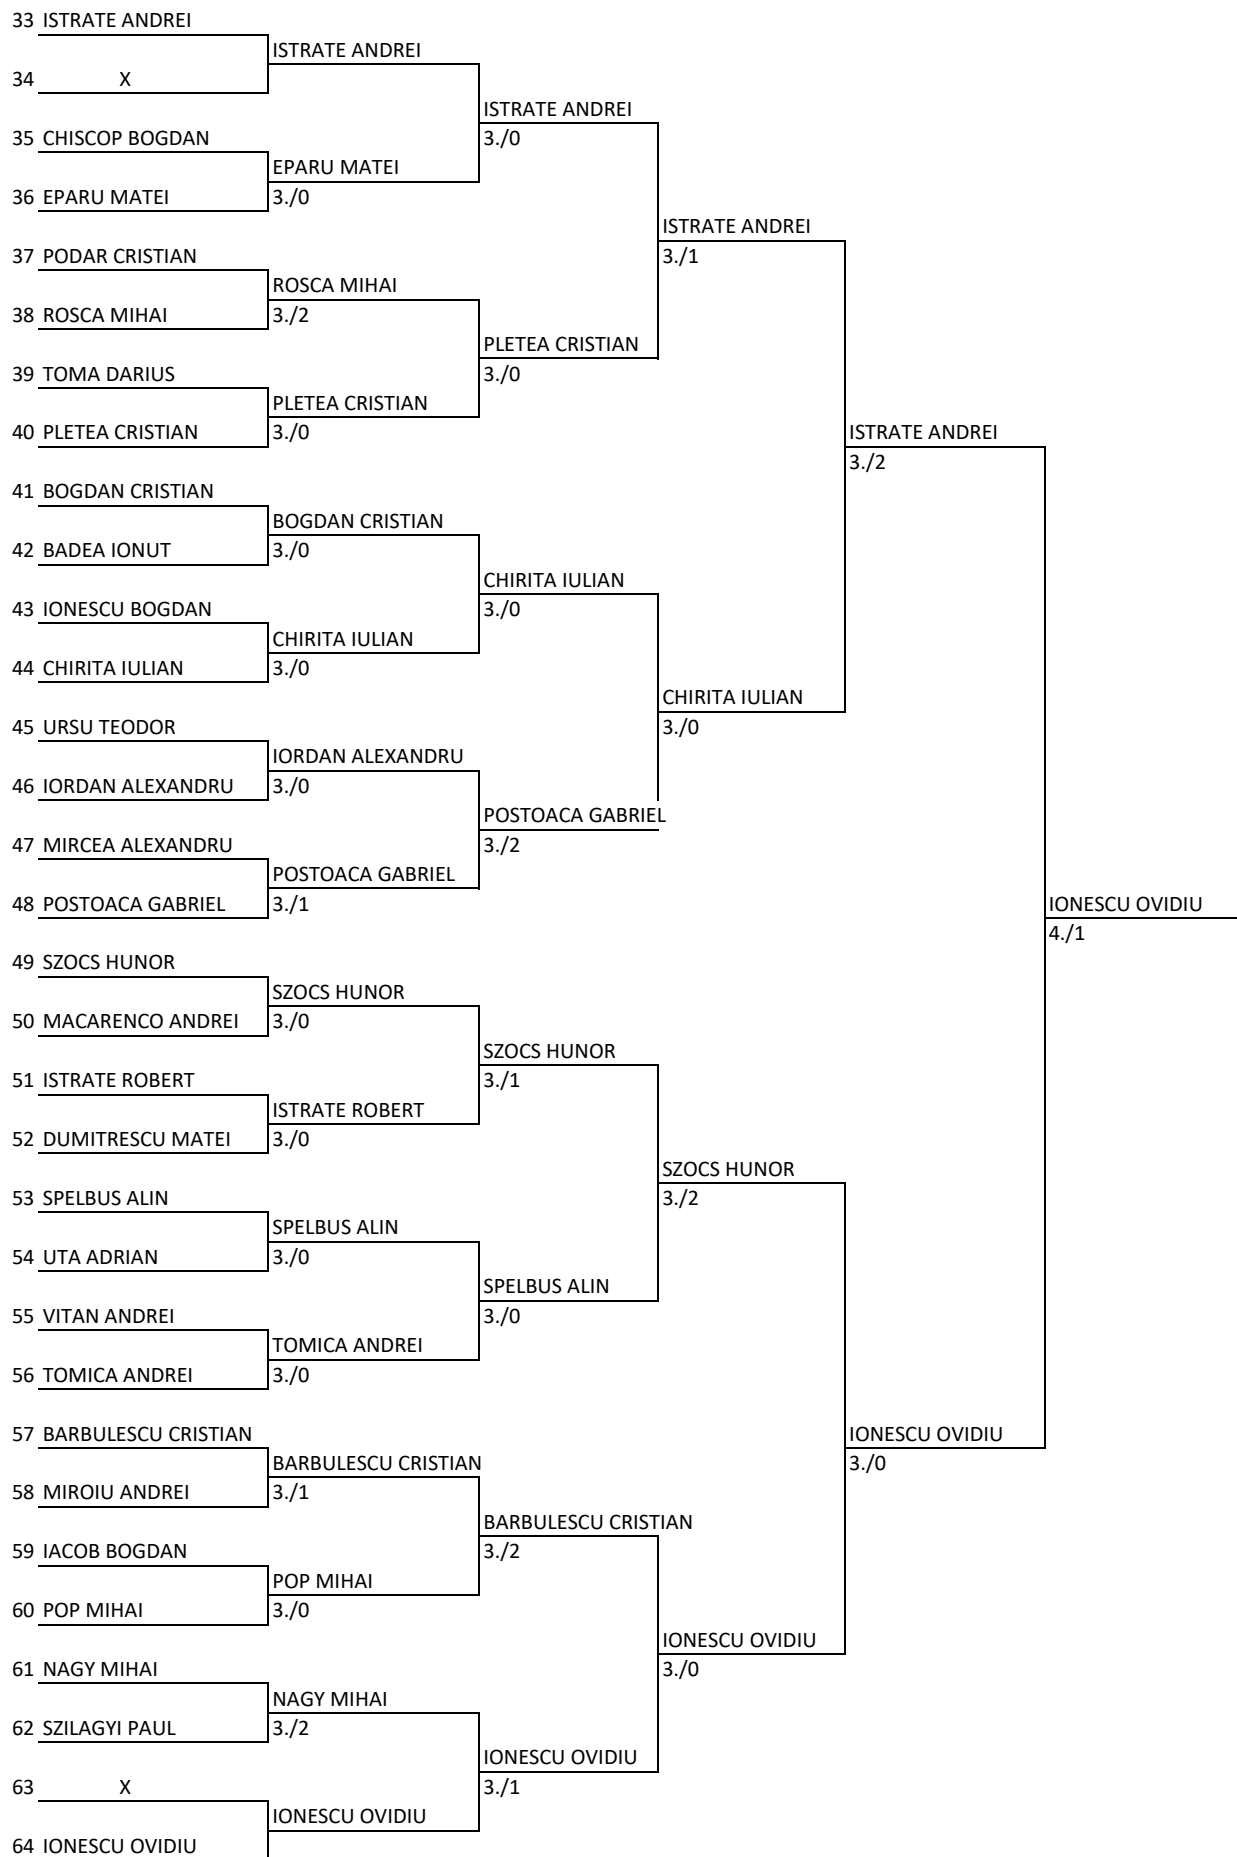 33 ISTRATE ANDREI
ISTRATE ANDREI
34 X
ISTRATE ANDREI
35 CHISCOP BOGDAN
3./0
EPARU MATEI
36 EPARU MATEI
3./0
ISTRATE ANDREI
37 PODAR CRISTIAN
3./1
ROSCA MIHAI
38 ROSCA MIHAI
3./2
PLETEA CRISTIAN
39 TOMA DARIUS
3./0
PLETEA CRISTIAN
40 PLETEA CRISTIAN
3./0
ISTRATE ANDREI
3./2
41 BOGDAN CRISTIAN
BOGDAN CRISTIAN
42 BADEA IONUT
3./0
CHIRITA IULIAN
43 IONESCU BOGDAN
3./0
CHIRITA IULIAN
44 CHIRITA IULIAN
3./0
CHIRITA IULIAN
45 URSU TEODOR
3./0
IORDAN ALEXANDRU
46 IORDAN ALEXANDRU
3./0
POSTOACA GABRIEL
47 MIRCEA ALEXANDRU
3./2
POSTOACA GABRIEL
48 POSTOACA GABRIEL
3./1
IONESCU OVIDIU
4./1
49 SZOCS HUNOR
SZOCS HUNOR
50 MACARENCO ANDREI
3./0
SZOCS HUNOR
51 ISTRATE ROBERT
3./1
ISTRATE ROBERT
52 DUMITRESCU MATEI
3./0
SZOCS HUNOR
53 SPELBUS ALIN
3./2
SPELBUS ALIN
54 UTA ADRIAN
3./0
SPELBUS ALIN
55 VITAN ANDREI
3./0
TOMICA ANDREI
56 TOMICA ANDREI
3./0
57 BARBULESCU CRISTIAN
IONESCU OVIDIU
BARBULESCU CRISTIAN
3./0
58 MIROIU ANDREI
3./1
BARBULESCU CRISTIAN
59 IACOB BOGDAN
3./2
POP MIHAI
60 POP MIHAI
3./0
IONESCU OVIDIU
61 NAGY MIHAI
3./0
NAGY MIHAI
62 SZILAGYI PAUL
3./2
IONESCU OVIDIU
63 X
3./1
IONESCU OVIDIU
64 IONESCU OVIDIU